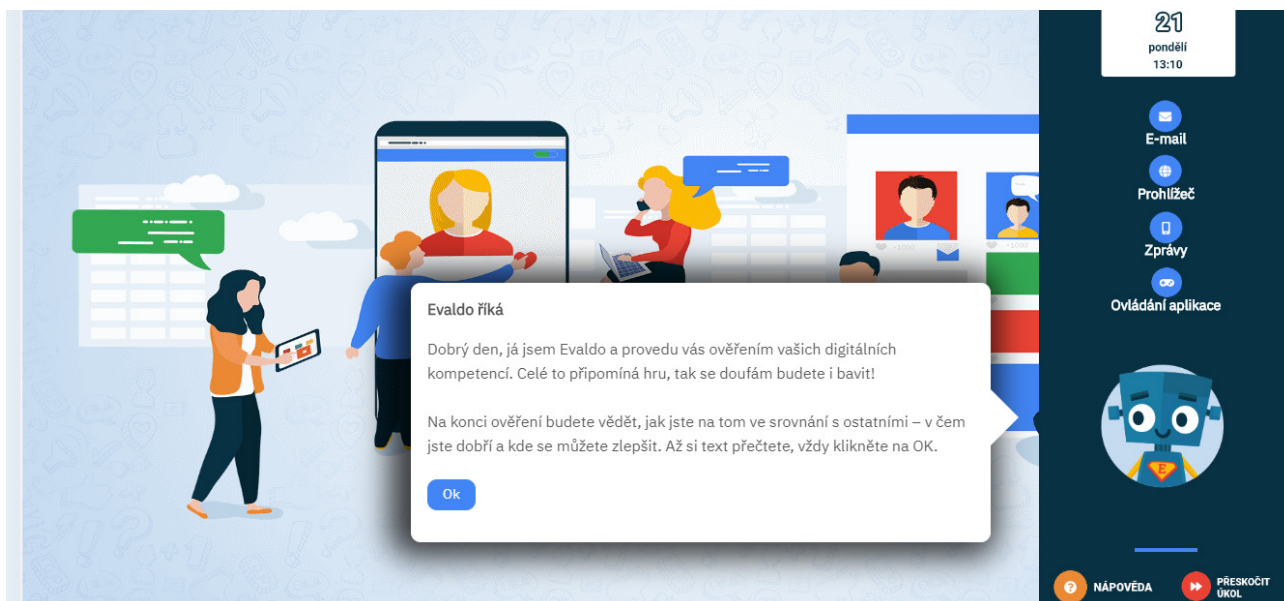 21
pondělí
13:10
E-mail
Prohlížeč
Zprávy
Ovládání aplikace
Evaldo říká
Dobrý den, já jsem Evaldo a provedu vás ověřením vašich digitálních
kompetencí. Celé to připomíná hru, tak se doufám budete i bavit!
Na konci ověření budete vědět, jak jste na tom ve srovnání s ostatními – v čem
jste dobří a kde se můžete zlepšit. Až si text přečtete, vždy klikněte na OK.
Ok
E
NÁPOVĚDA
PŘESKOČIT
ÚKOL